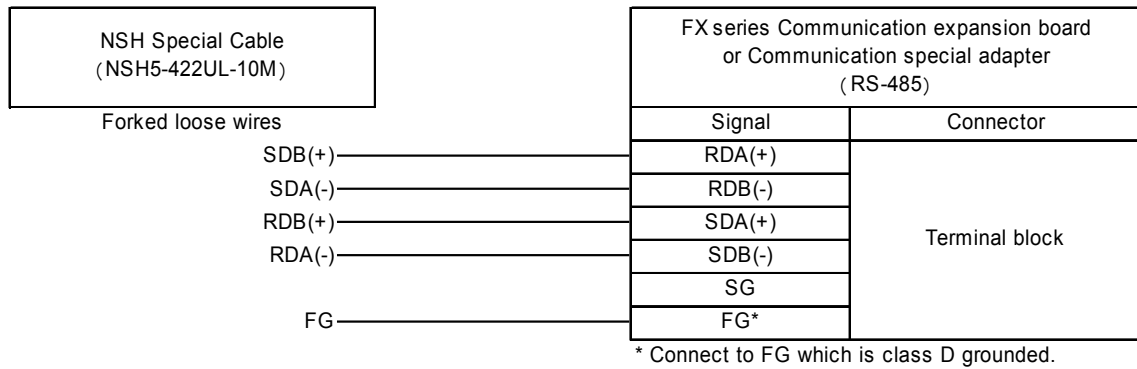 NSH Special Cable
(NSH5-422UL-10M)
Forked loose wires
FX series Communication expansion board
or Communication special adapter
(RS-485)
Signal Connector
SDB(+) RDA(+)
SDA(-) RDB(-)
RDB(+) SDA(+)
RDA(-) SDB(-)
Terminal block
SG
FG FG*
* Connect to FG which is class D grounded.